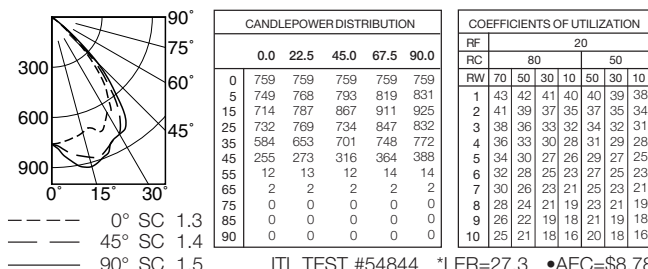 90°
75°
60°
45°
300
600
900
0° 15° 30°
0° SC 1.3
45° SC 1.4
90° SC 1.5
CANDLEPOWER DISTRIBUTION
0.0 22.5 45.0 67.5 90.0
0 759 759 759 759 759
5 749 768 793 819 831
15 714 787 867 911 925
25 732 769 734 847 832
35 584 653 701 748 772
45 255 273 316 364 388
55 12 13 12 14 14
65 2 2 2 2 2
75 0 0 0 0 0
85 0 0 0 0 0
90 0 0 0 0 0
COEFFICIENTS OF UTILIZATION
RF 20
RC 80 50
RW 70 50 30 10 50 30 10
1 43 42 41 40 40 39 38
2 41 39 37 35 37 35 34
3 38 36 33 32 34 32 31
4 36 33 30 28 31 29 28
5 34 30 27 26 29 27 25
6 32 28 25 23 27 25 23
7 30 26 23 21 25 23 21
8 28 24 21 19 23 21 19
9 26 22 19 18 21 19 18
10 25 21 18 16 20 18 16
ITL TEST #54844 *LER=27.3 •AEC=$8.78